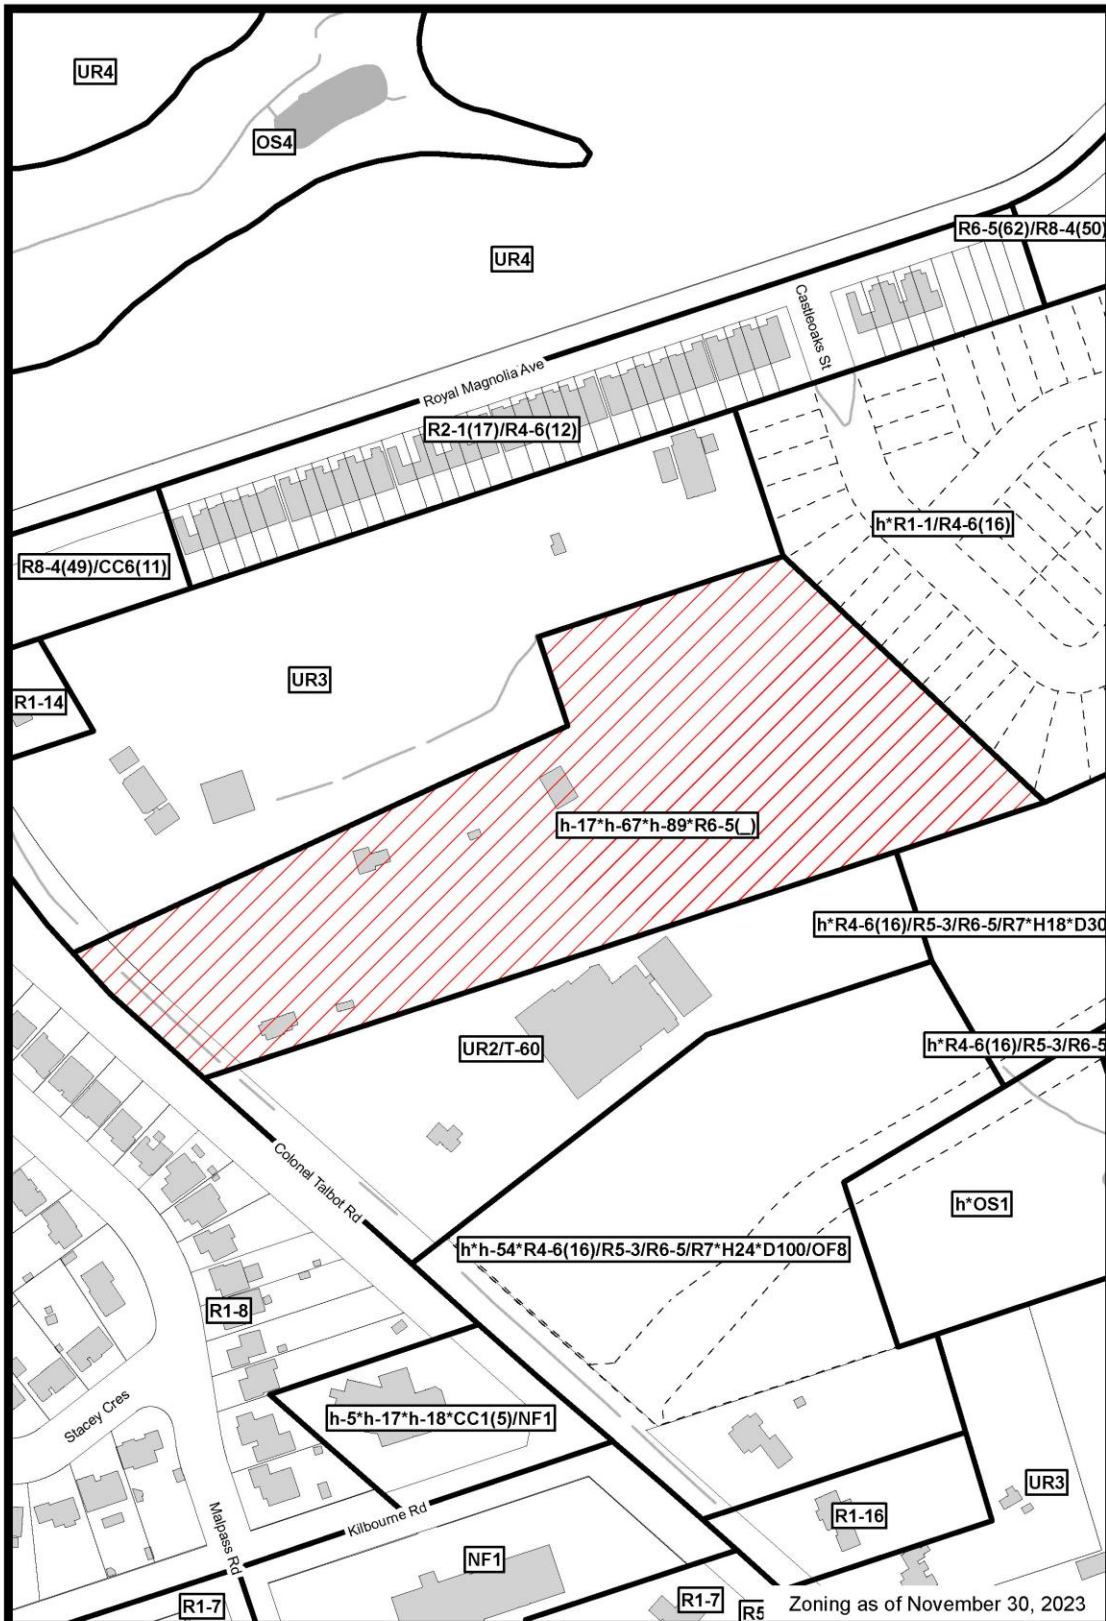 UR4
OS4
R6-5(62)/R8-4(50)
UR4
Castleoaks St
Royal Magnolia Ave
R2-1(17)/R4-6(12)
h*R1-1/R4-6(16)
R8-4(49)/CC6(11)
UR3
R1-14
h-17*h-67*h-89*R6-5(_)
h*R4-6(16)/R5-3/R6-5/R7*H18*D30
UR2/T-60
h*R4-6(16)/R5-3/R6-5
Colonel Talbot Rd
h*OS1
h*h-54*R4-6(16)/R5-3/R6-5/R7*H24*D100/OF8
R1-8
Stacey Cres
h-5*h-17*h-18*CC1(5)/NF1
UR3
Kilbourne Rd
R1-16
Malpass Rd
NF1
R1-7
R1-7
R5
Zoning as of November 30, 2023